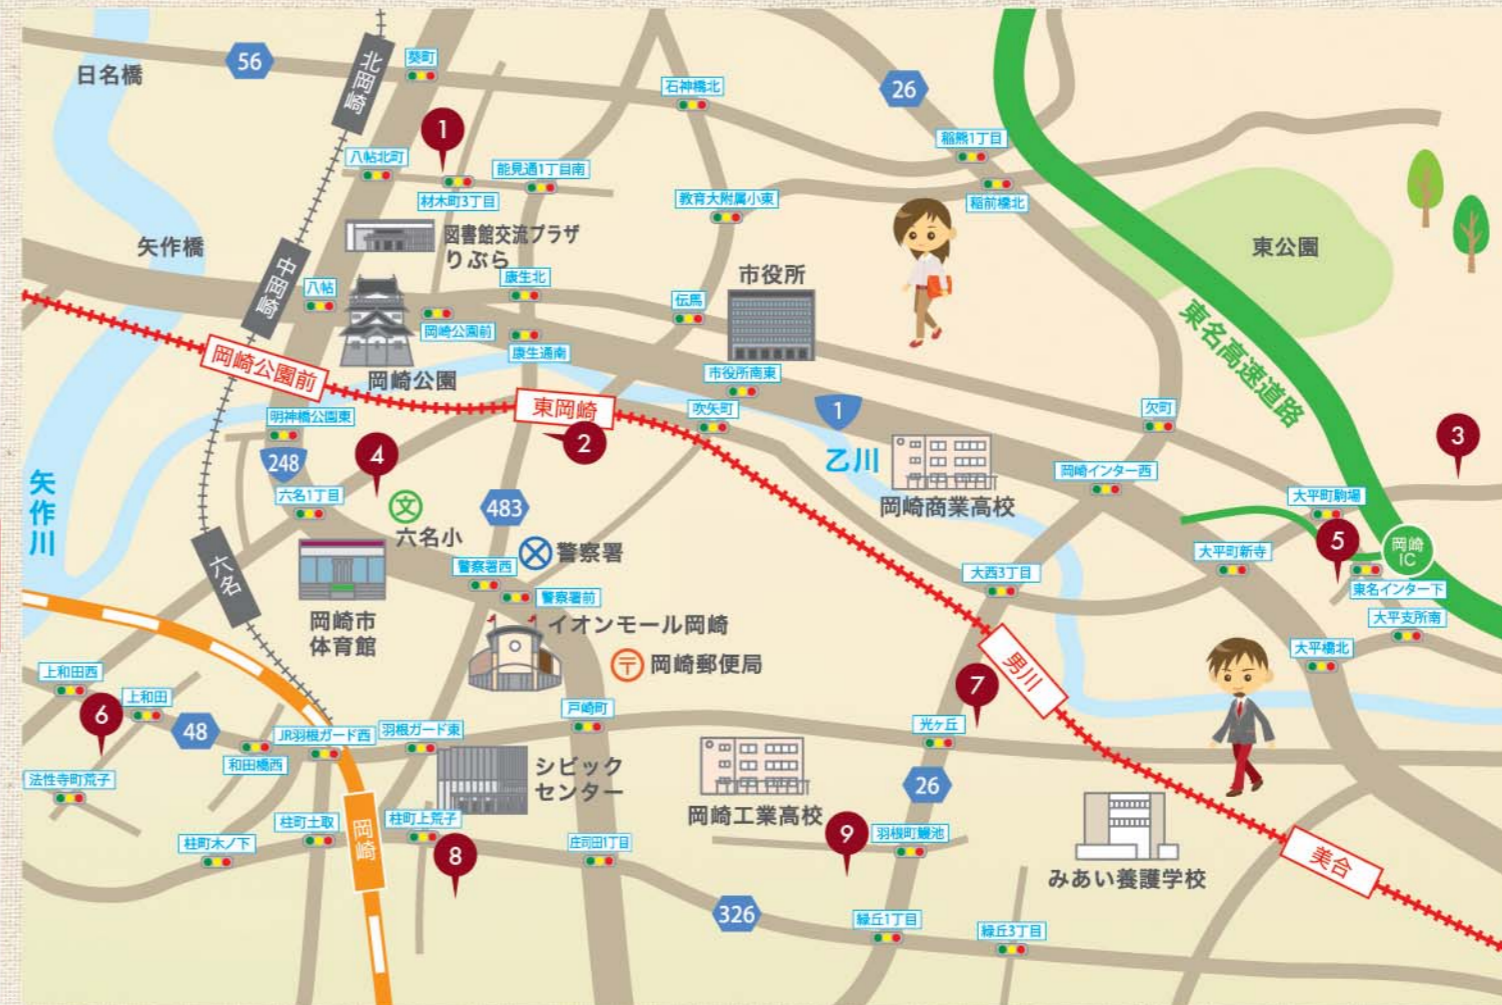 日名橋
56
北岡崎
葵町
石神橋北
26
稲熊1丁目
1
八帖北町
能見通1丁目南
材木町3丁目
教育大附属小東
稲前橋北
図書館交流プラザ
りぶら
矢作橋
中岡崎
八帖
康生北
岡崎公園前
康生通南
伝馬
市役所
東公園
東名高速道路
岡崎公園前
岡崎公園
東岡崎
市役所南東
吹矢町
1
欠町
明神橋公園東
248
4
2
3
乙川
岡崎商業高校
岡崎インター西
大平町駒場
矢作川
六名1丁目
文
六名小
483
警察署
5
岡崎
IC
大平町新寺
六名
警察署西
警察署前
大西3丁目
東名インター下
大平支所南
大平橋北
岡崎市
体育館
イオンモール岡崎
〒
岡崎郵便局
男川
上和田西
上和田
6
48
7
戸崎町
光ヶ丘
JR羽根ガード西
羽根ガード東
和田橋西
法性寺町荒子
シビック
センター
岡崎工業高校
26
岡崎
柱町土取
柱町上荒子
柱町木ノ下
8
庄司田1丁目
9
羽根町鰻池
みあい養護学校
美合
326
緑丘1丁目
緑丘3丁目